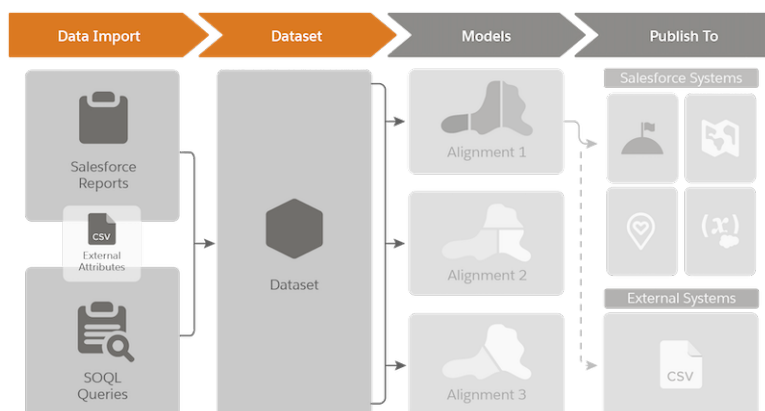 Data Import
Dataset
Models
Publish To
Salesforce
Reports
CSV
External
Attributes
SOQL
Queries
Dataset
Alignment 1
Alignment 2
Alignment 3
Salesforce Systems
(x)
External Systems
CSV